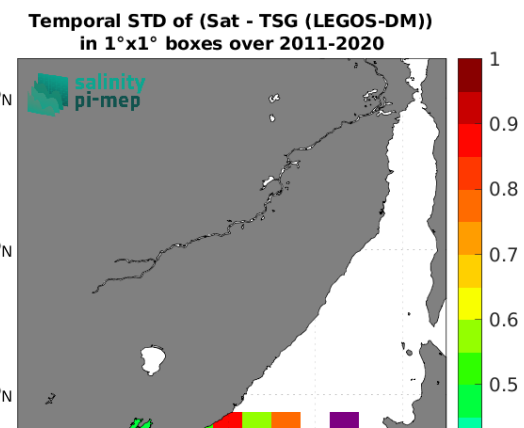 Temporal STD of (Sat - TSG (LEGOS-DM))
in 1°x1° boxes over 2011-2020
salinity
pi-mep
°N
°N
°N
1
0.9
0.8
0.7
0.6
0.5